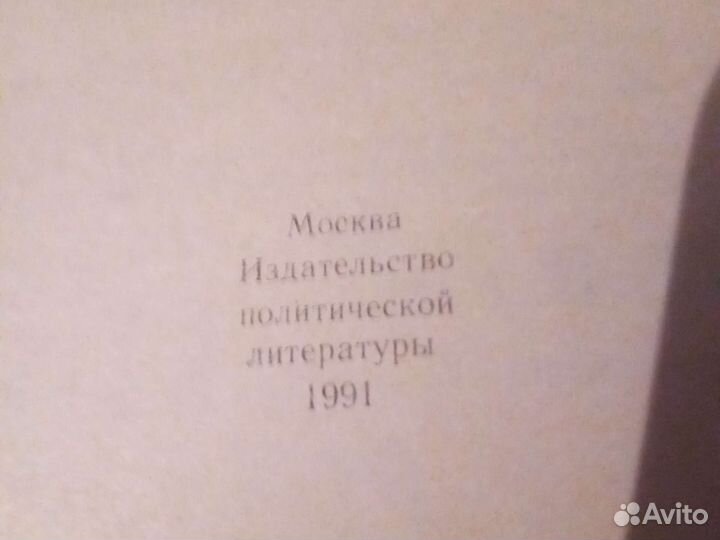 Москва
Издательство
политической
литературы
1991
Avito